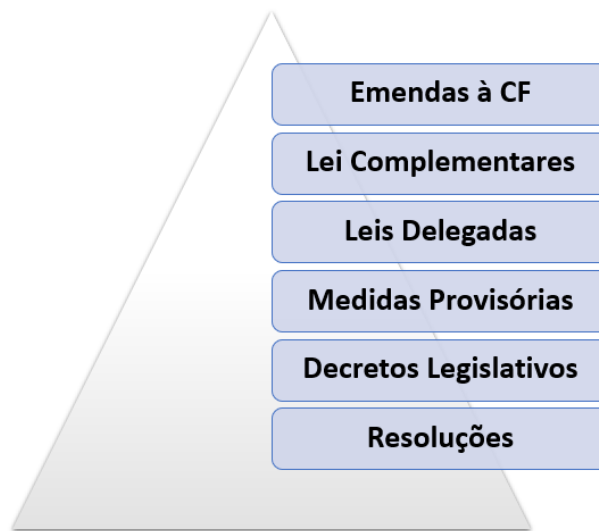 Emendas à CF
Lei Complementares
Leis Delegadas
Medidas Provisórias
Decretos Legislativos
Resoluções